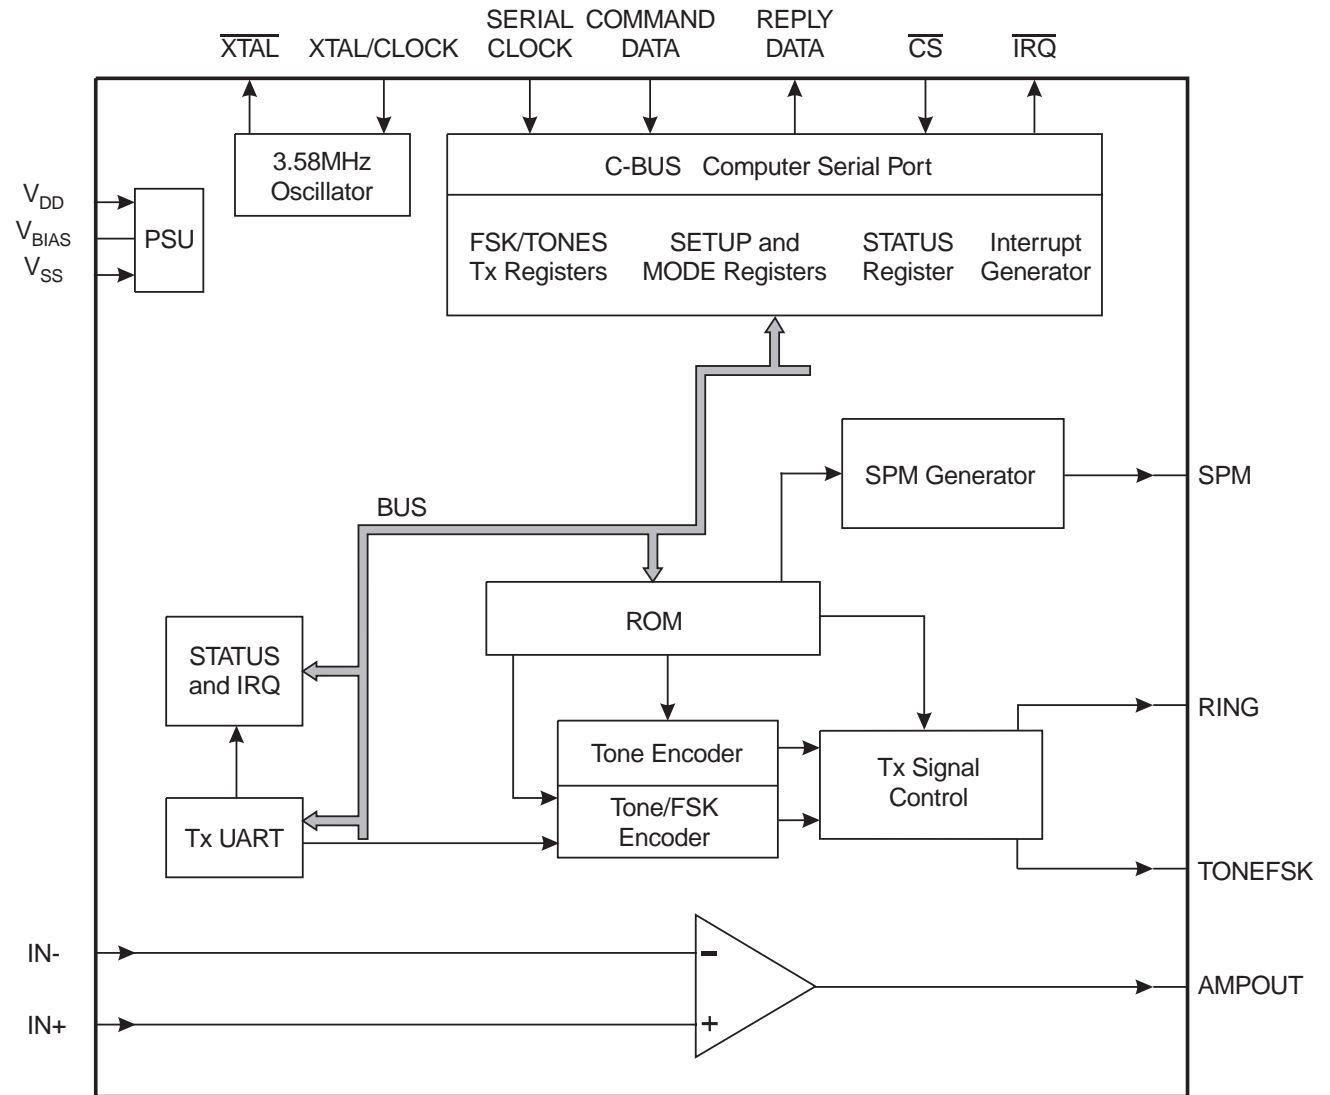 SERIAL COMMAND REPLY
XTAL XTAL/CLOCK CLOCK DATA DATA CS IRQ
3.58MHz
Oscillator
C-BUS Computer Serial Port
VDD
VBIAS
VSS
PSU
FSK/TONES
Tx Registers
SETUP and
MODE Registers
STATUS
Register
Interrupt
Generator
SPM Generator
SPM
BUS
ROM
STATUS
and IRQ
RING
Tone Encoder
Tx Signal
Control
Tone/FSK
Encoder
Tx UART
TONEFSK
IN-
-
AMPOUT
IN+
+